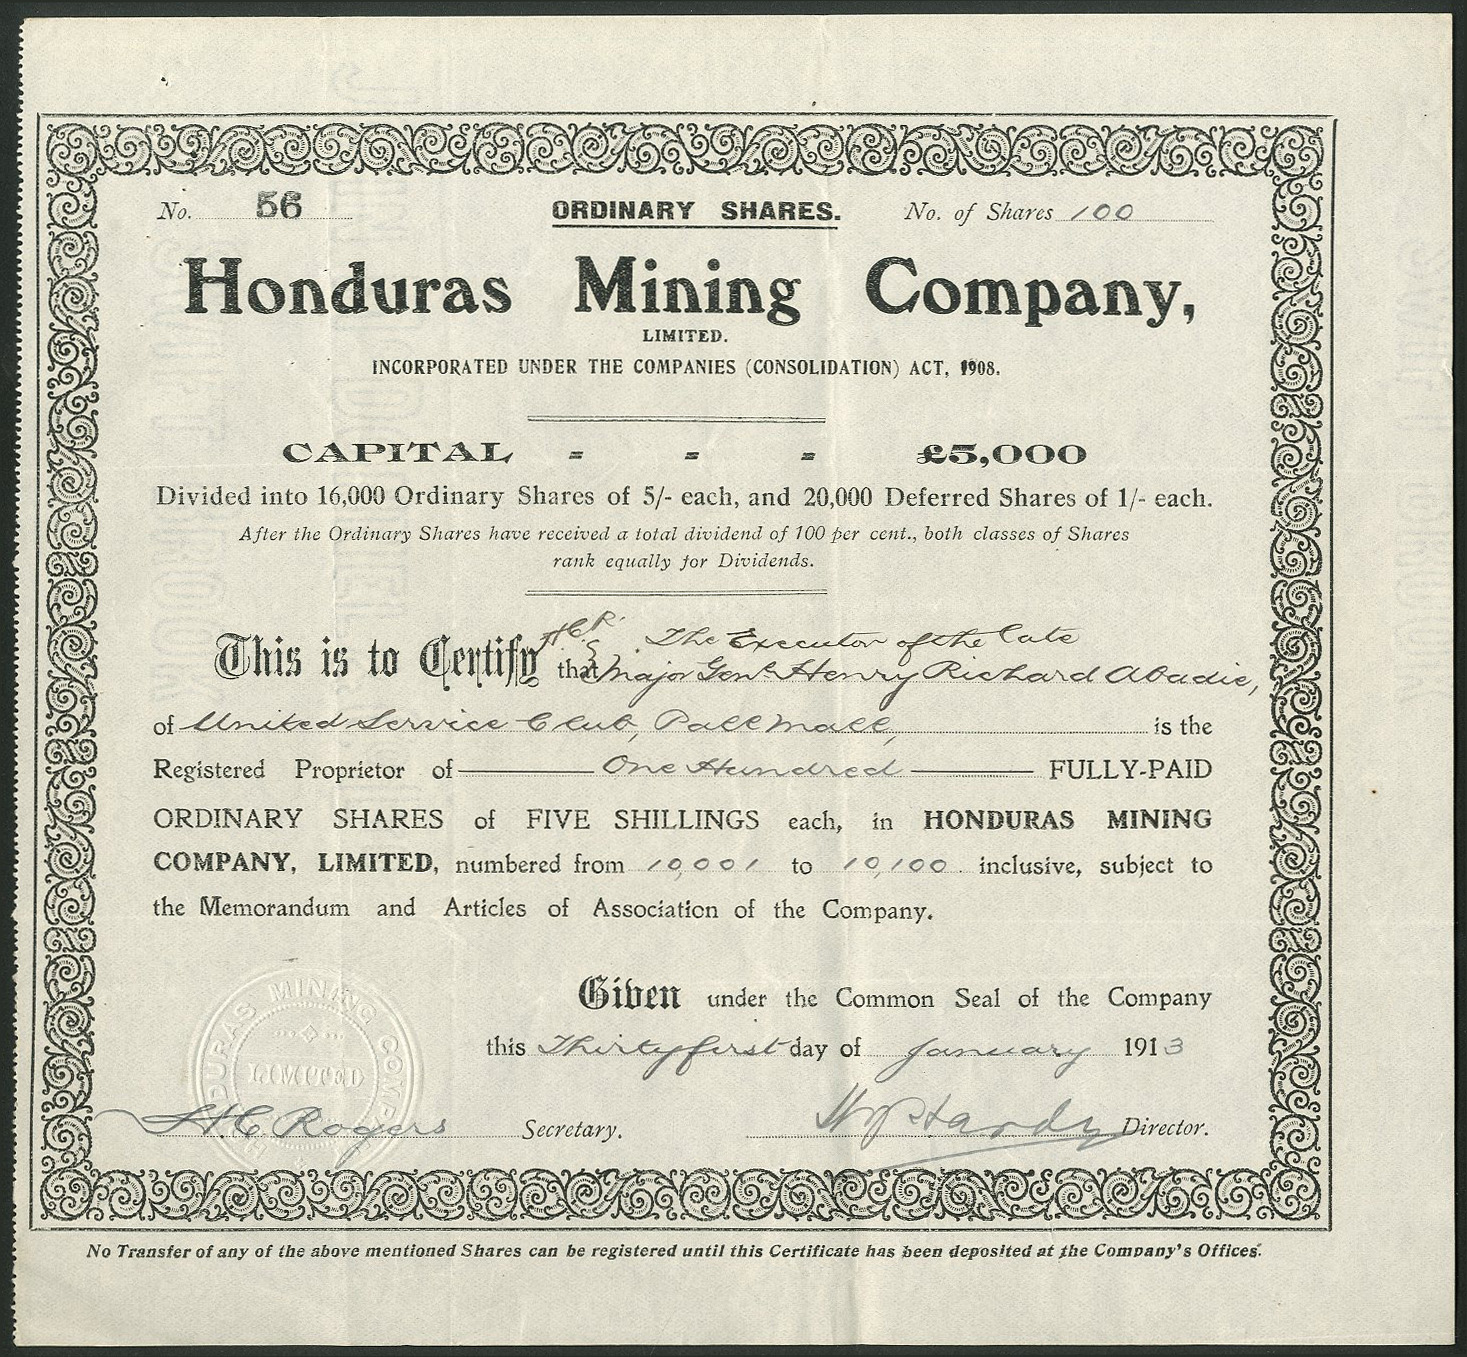 No. 56 ORDINARY SHARES. No. of Shares 100
Honduras Mining Company,
LIMITED.
INCORPORATED UNDER THE COMPANIES (CONSOLIDATION) ACT, 1908.
CAPITAL - - - £5,000
Divided into 16,000 Ordinary Shares of 5/- each, and 20,000 Deferred Shares of 1/- each.
After the Ordinary Shares have received a total dividend of 100 per cent., both classes of Shares
rank equally for Dividends.
H.C.R. The Executor of the late
This is to Certify that Major Genl. Henry Richard Abadie,
of United Service Club, Pall Mall, is the
Registered Proprietor of One Hundred FULLY-PAID
ORDINARY SHARES of FIVE SHILLINGS each, in HONDURAS MINING
COMPANY, LIMITED, numbered from 10,001 to 10,100 inclusive, subject to
the Memorandum and Articles of Association of the Company.
Given under the Common Seal of the Company
this Thirty first day of January 1913
HONDURAS MINING COMPANY
LIMITED
H.C. Rogers Secretary. Hardy Director.
No Transfer of any of the above mentioned Shares can be registered until this Certificate has been deposited at the Company's Offices.